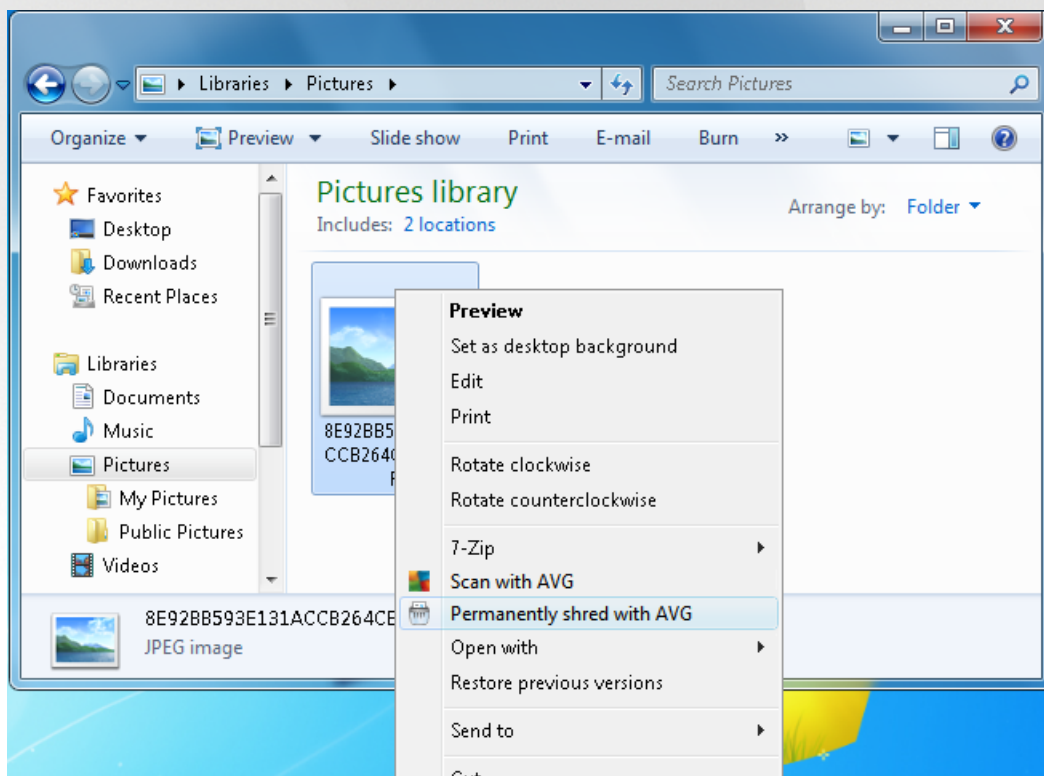 Libraries Pictures
Search Pictures
Organize Preview Slide show Print E-mail Burn »
Favorites
Desktop
Downloads
Recent Places
Libraries
Documents
Music
Pictures
My Pictures
Public Pictures
Videos
Pictures library
Includes: 2 locations
Arrange by: Folder
8E92BB5
CCB264
Preview
Set as desktop background
Edit
Print
Rotate clockwise
Rotate counterclockwise
7-Zip
Scan with AVG
Permanently shred with AVG
Open with
Restore previous versions
Send to
8E92BB593E131ACCB264CE
JPEG image